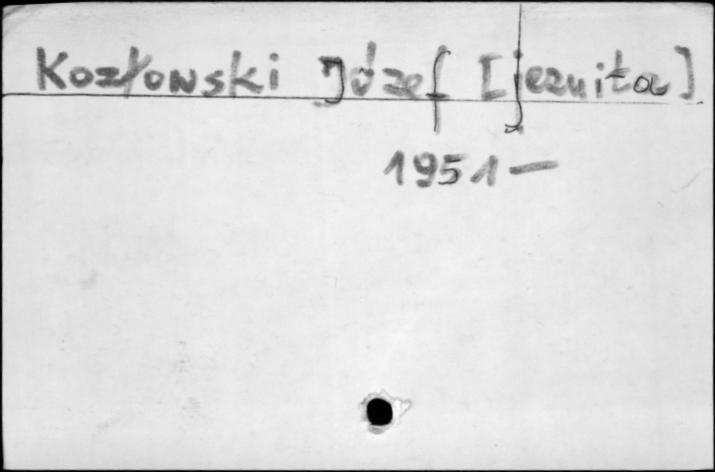 Kozłowski Józef [jezuita]
1951 —